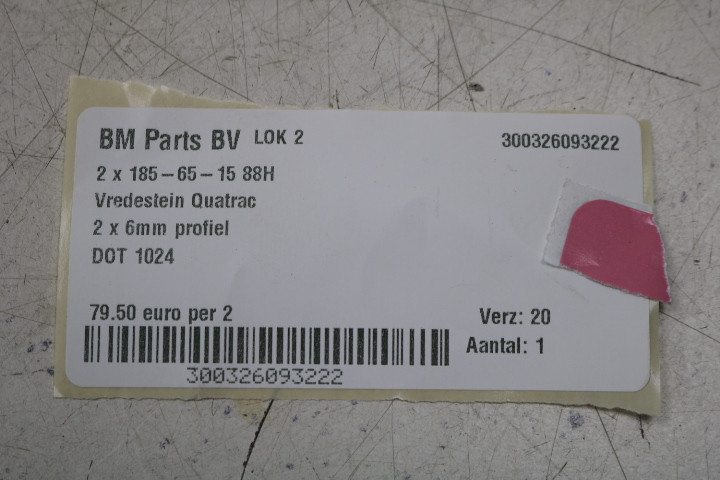 BM Parts BV LOK 2 300326093222
2 x 185-65-15 88H
Vredestein Quatrac
2 x 6mm profiel
DOT 1024
79.50 euro per 2 Verz: 20
Aantal: 1
300326093222